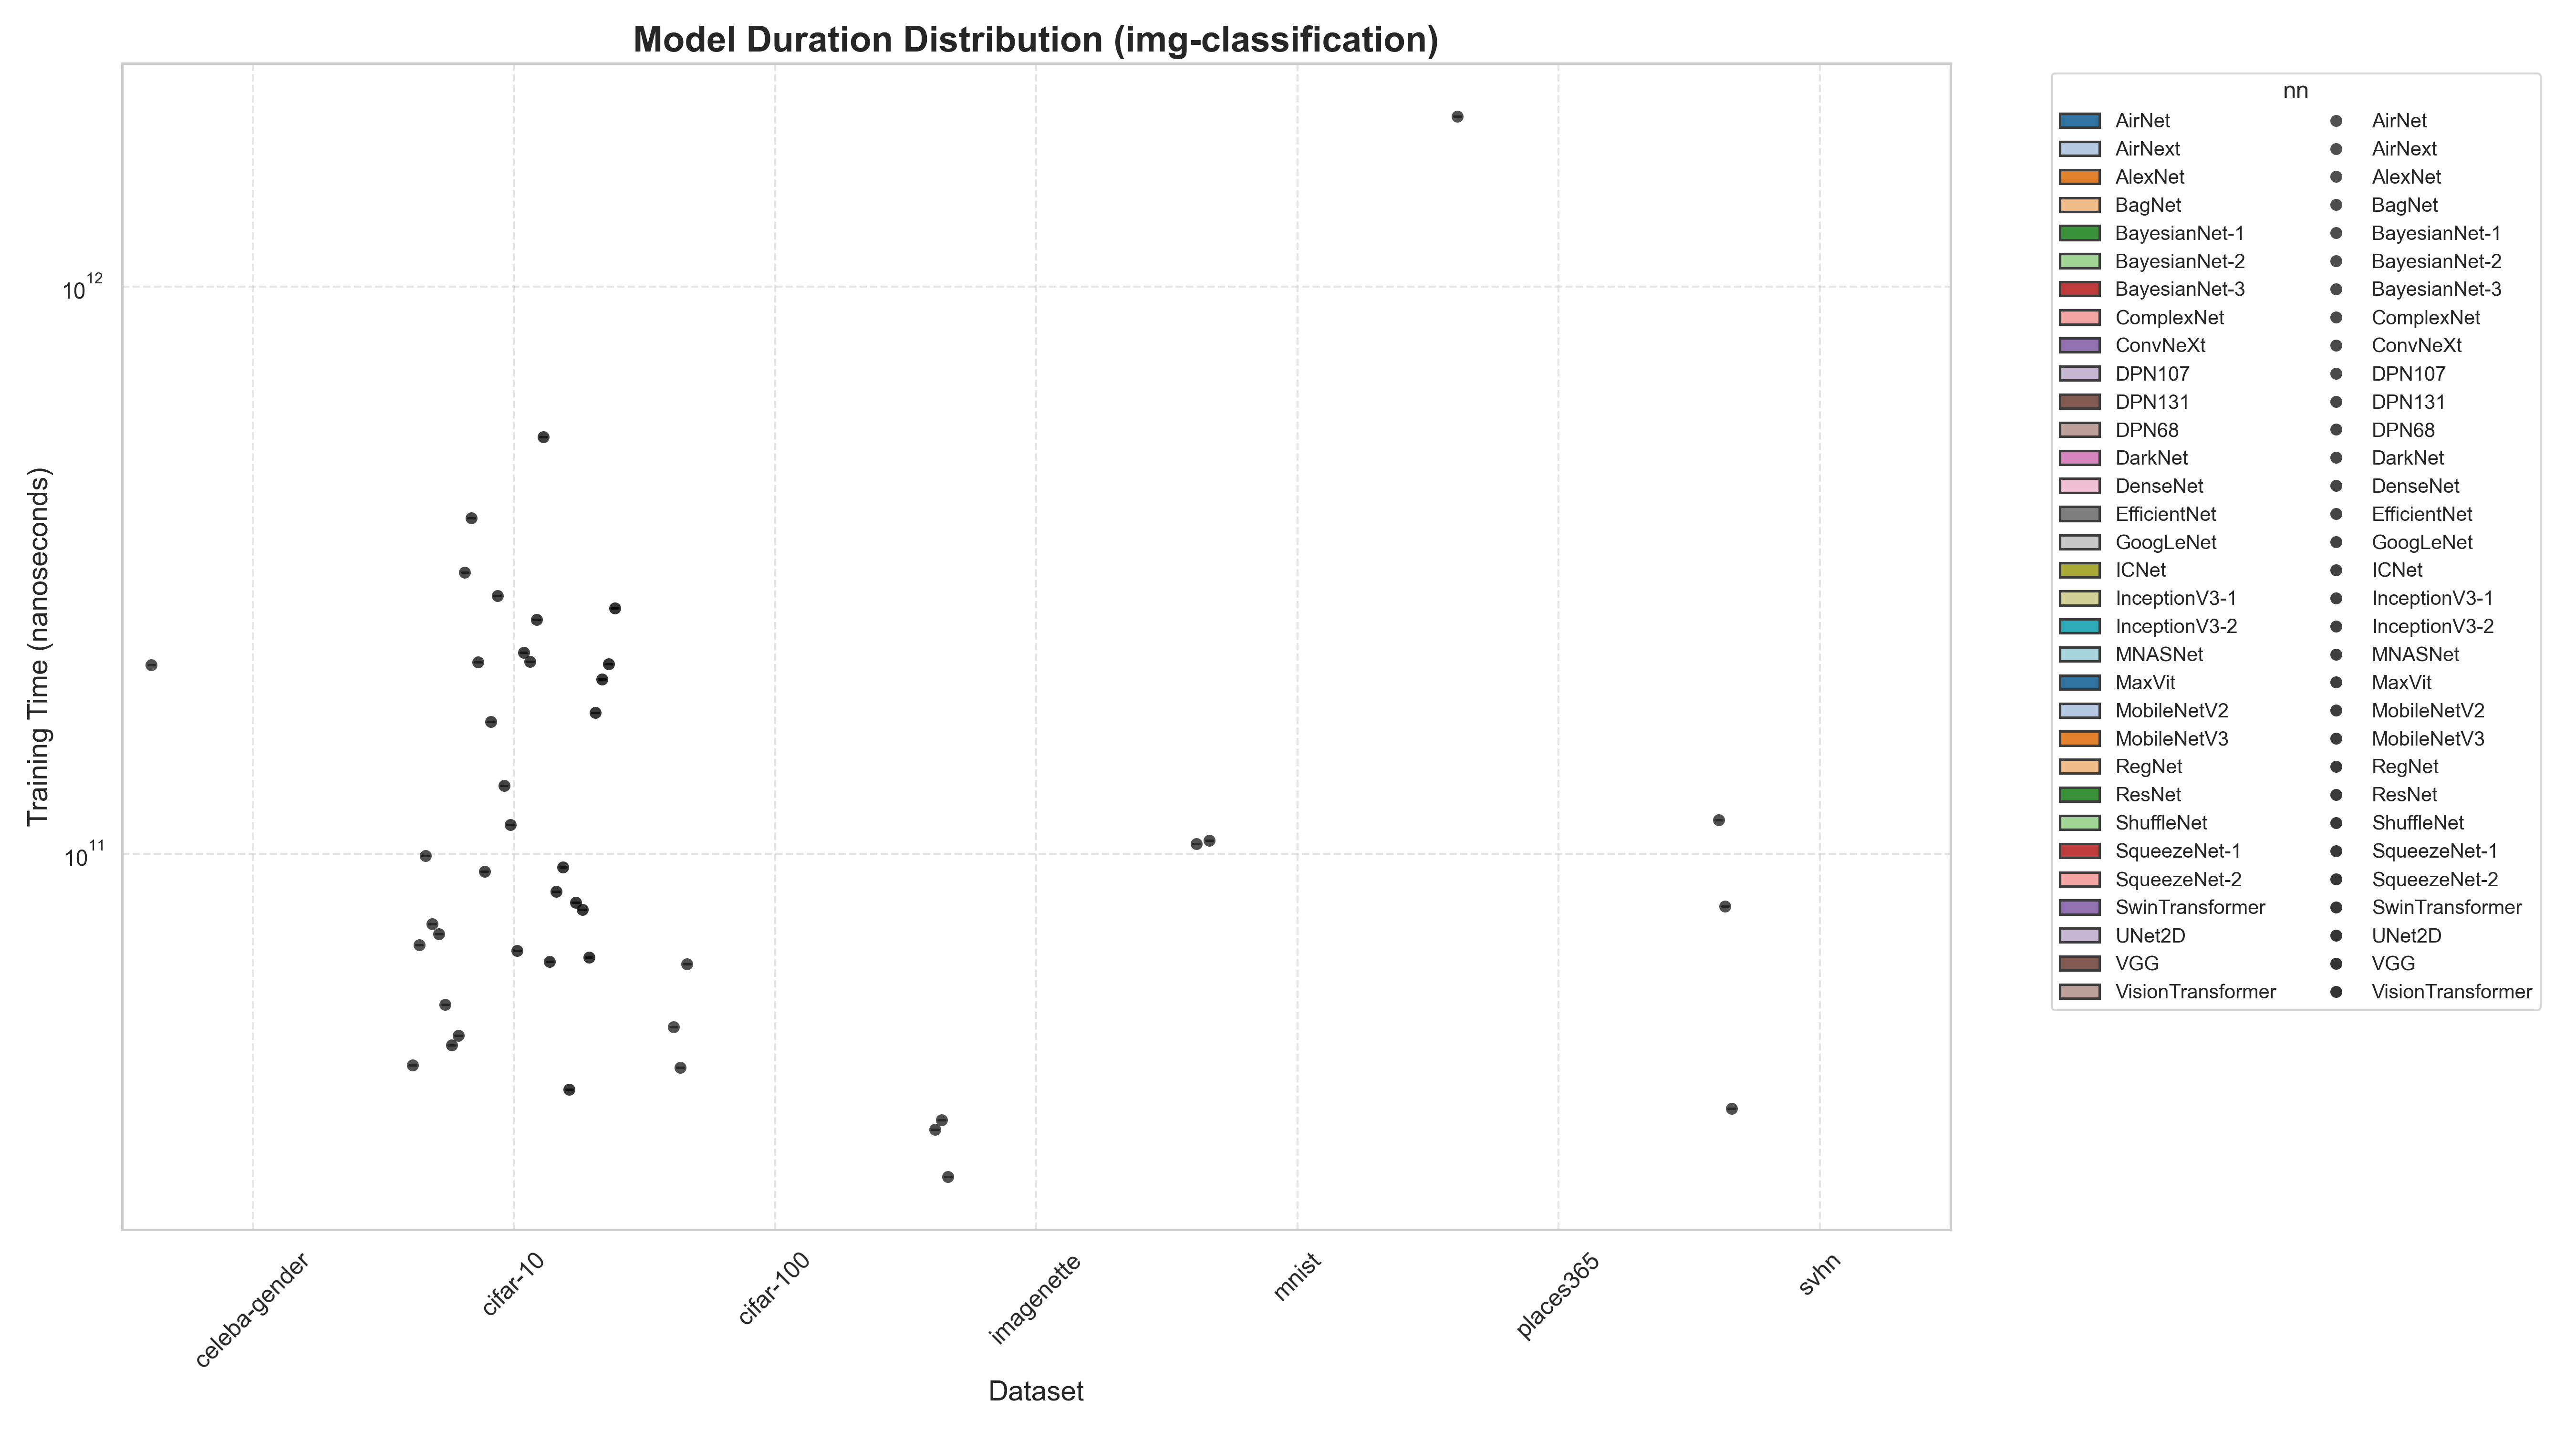 Model Duration Distribution (img-classification)
Training Time (nanoseconds)
10^12
10^11
celeba-gender
cifar-10
cifar-100
imagenette
mnist
places365
svhn
Dataset
nn
AirNet AirNet
AirNext AirNext
AlexNet AlexNet
BagNet BagNet
BayesianNet-1 BayesianNet-1
BayesianNet-2 BayesianNet-2
BayesianNet-3 BayesianNet-3
ComplexNet ComplexNet
ConvNeXt ConvNeXt
DPN107 DPN107
DPN131 DPN131
DPN68 DPN68
DarkNet DarkNet
DenseNet DenseNet
EfficientNet EfficientNet
GoogLeNet GoogLeNet
ICNet ICNet
InceptionV3-1 InceptionV3-1
InceptionV3-2 InceptionV3-2
MNASNet MNASNet
MaxVit MaxVit
MobileNetV2 MobileNetV2
MobileNetV3 MobileNetV3
RegNet RegNet
ResNet ResNet
ShuffleNet ShuffleNet
SqueezeNet-1 SqueezeNet-1
SqueezeNet-2 SqueezeNet-2
SwinTransformer SwinTransformer
UNet2D UNet2D
VGG VGG
VisionTransformer VisionTransformer